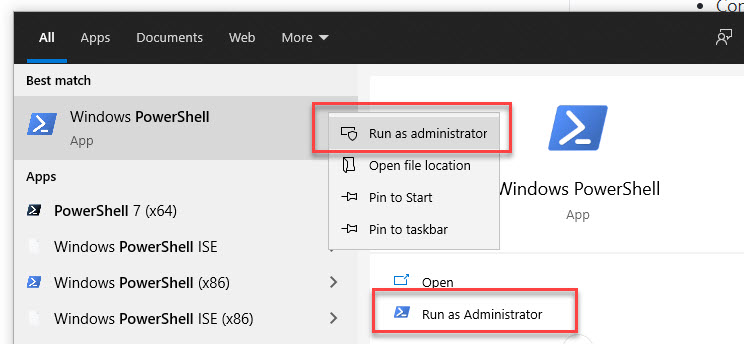 Con
All
Apps
Documents
Web
More
Best match
Windows PowerShell
App
Run as administrator
Open file location
Pin to Start
Pin to taskbar
Apps
PowerShell 7 (x64)
Windows PowerShell ISE
Windows PowerShell (x86)
Windows PowerShell ISE (x86)
Windows PowerShell
App
Open
Run as Administrator